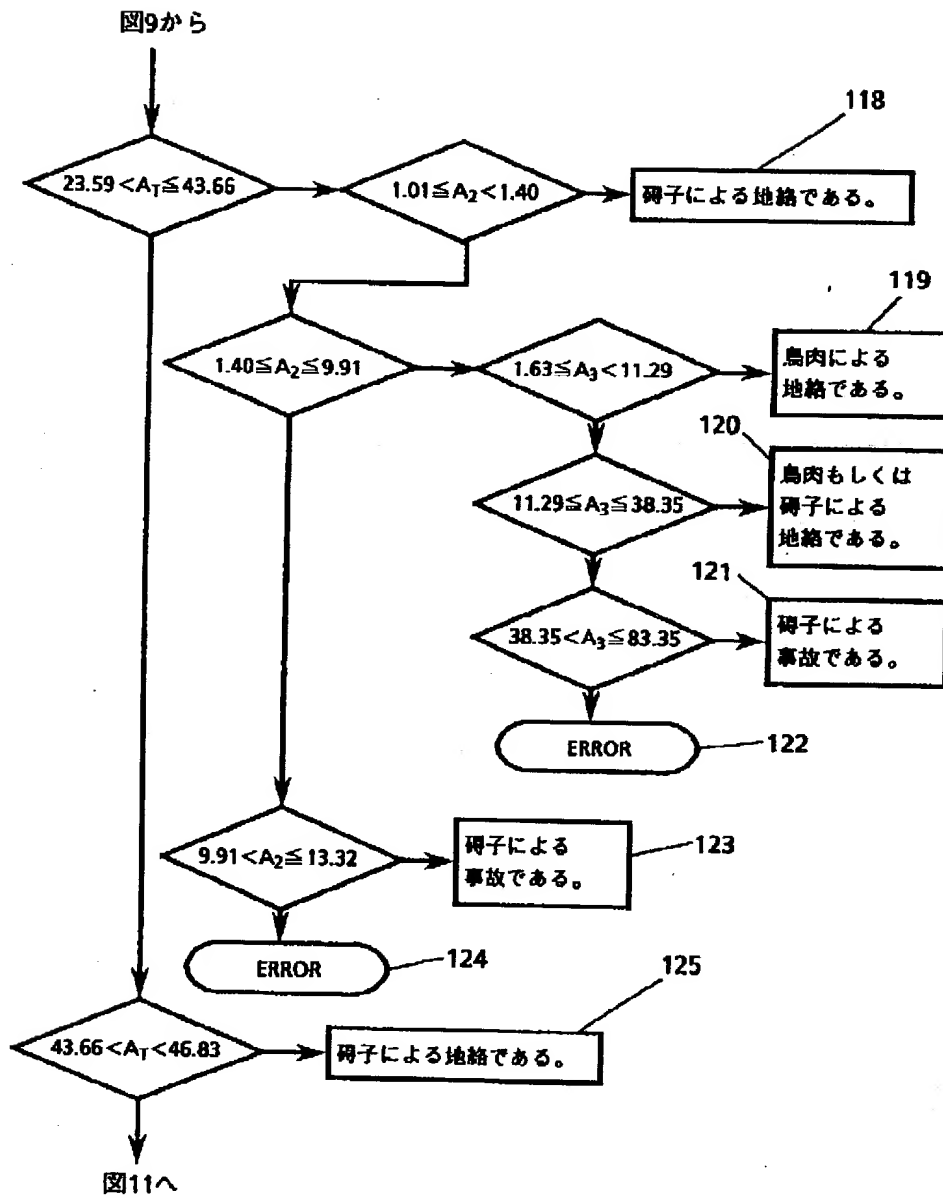 図9から
118
23.59<A_T≦43.66
1.01≦A_2<1.40
碍子による地絡である。
119
1.40≦A_2≦9.91
1.63≦A_3<11.29
鳥肉による
地絡である。
120
11.29≦A_3≦38.35
鳥肉もしくは
碍子による
地絡である。
121
38.35<A_3≦83.35
碍子による
事故である。
ERROR
122
9.91<A_2≦13.32
碍子による
事故である。
123
ERROR
124
125
43.66<A_T<46.83
碍子による地絡である。
図11へ